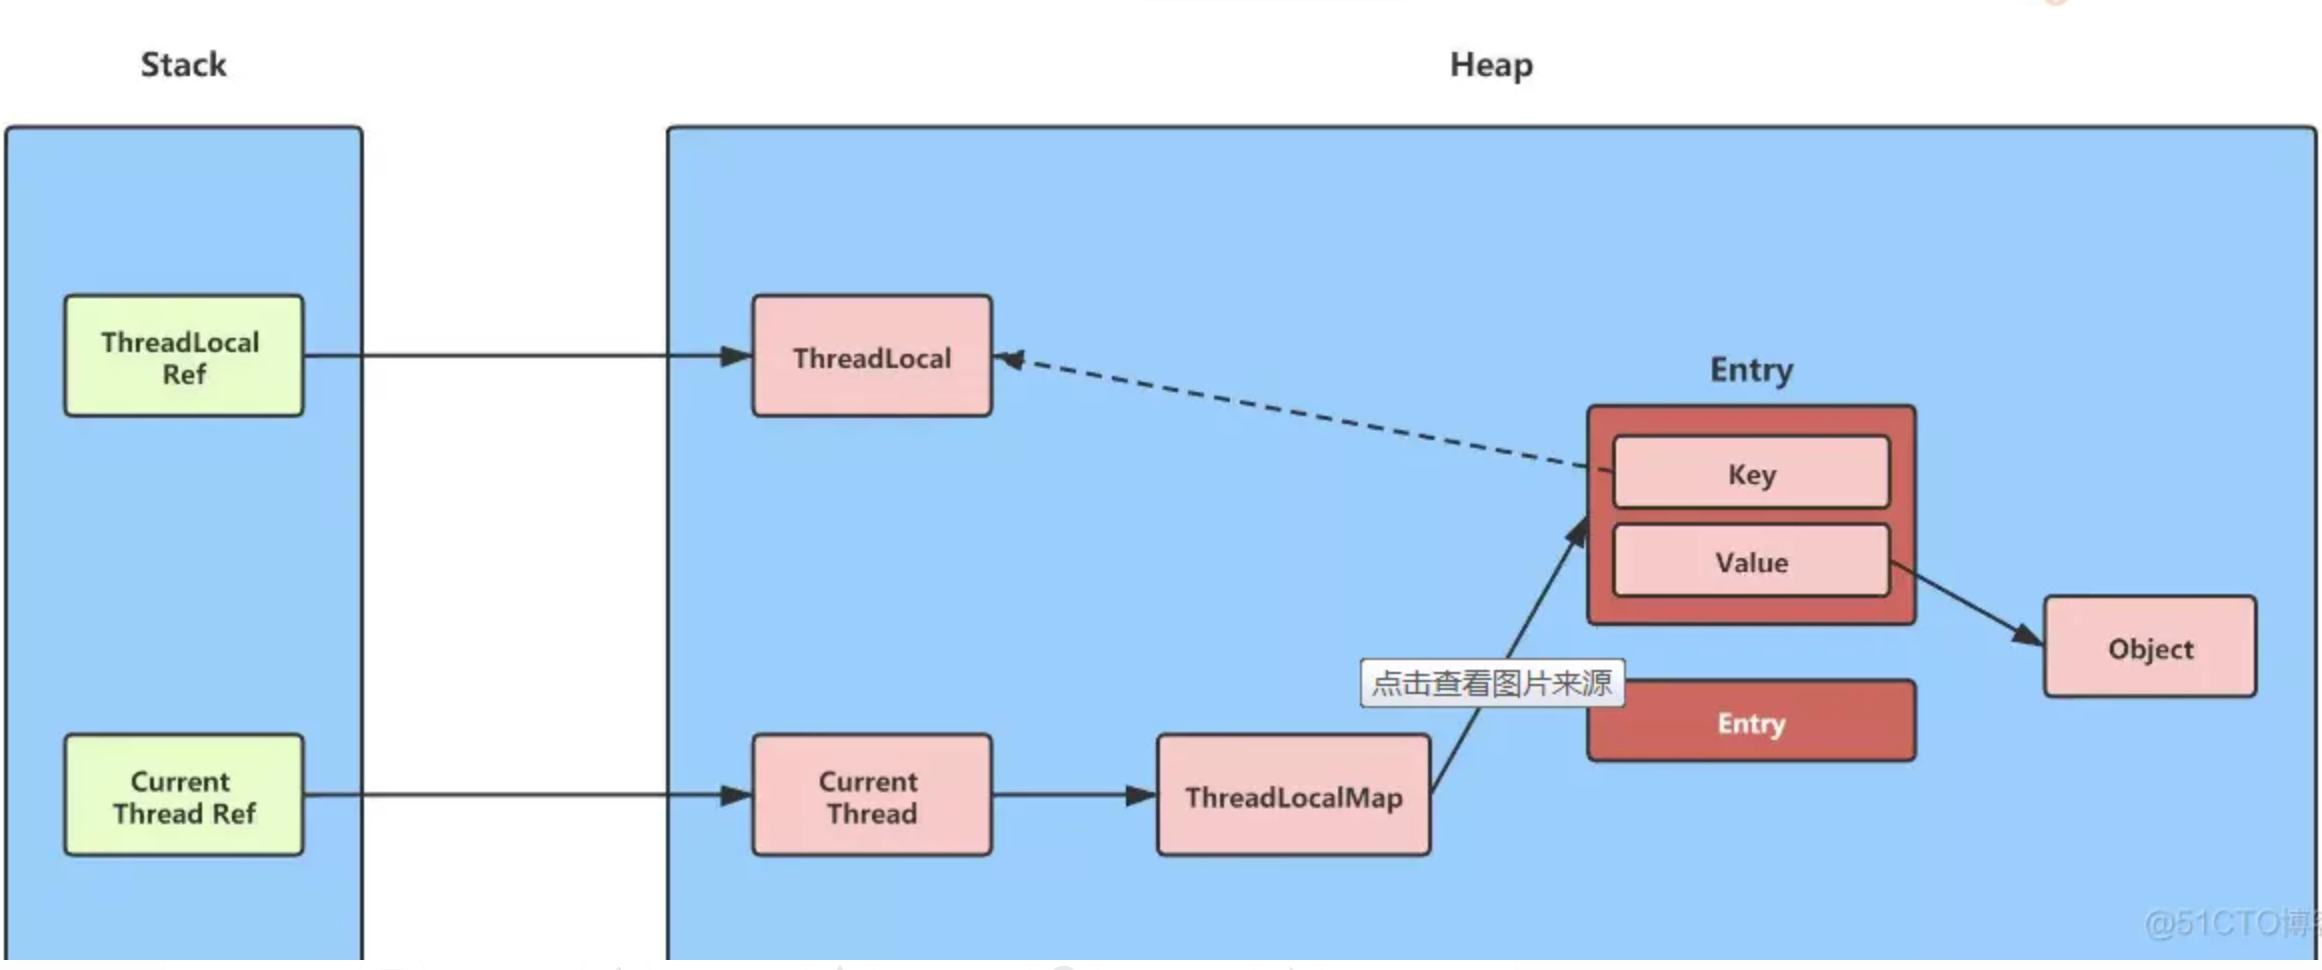 Stack
Heap
ThreadLocal
Ref
ThreadLocal
Entry
Key
Value
Object
点击查看图片来源
Entry
Current
Thread Ref
Current
Thread
ThreadLocalMap
@51CTO博客